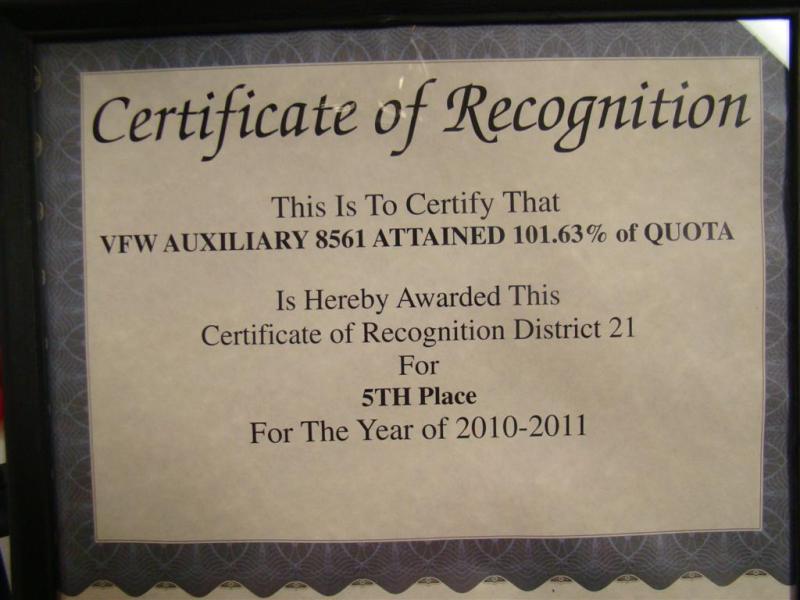 Certificate of Recognition
This Is To Certify That
VFW AUXILIARY 8561 ATTAINED 101.63% of QUOTA
Is Hereby Awarded This
Certificate of Recognition District 21
For
5TH Place
For The Year of 2010-2011